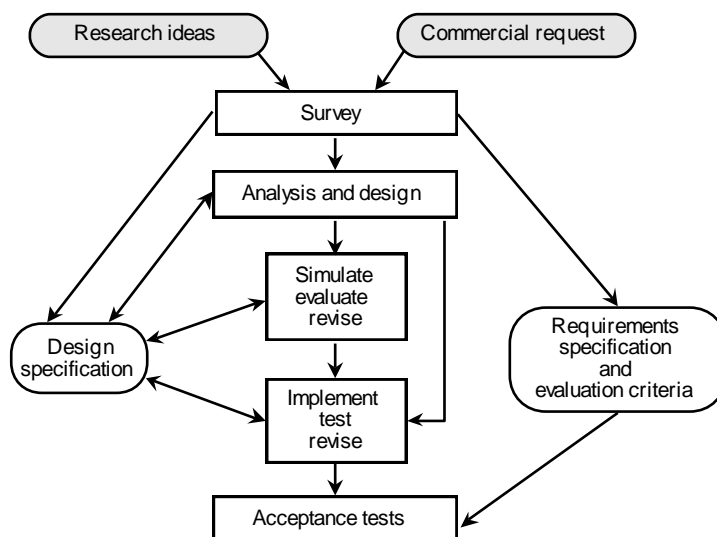 Research ideas
Commercial request
Survey
Analysis and design
Simulate
evaluate
revise
Design
specification
Requirements
specification
and
evaluation criteria
Implement
test
revise
Acceptance tests